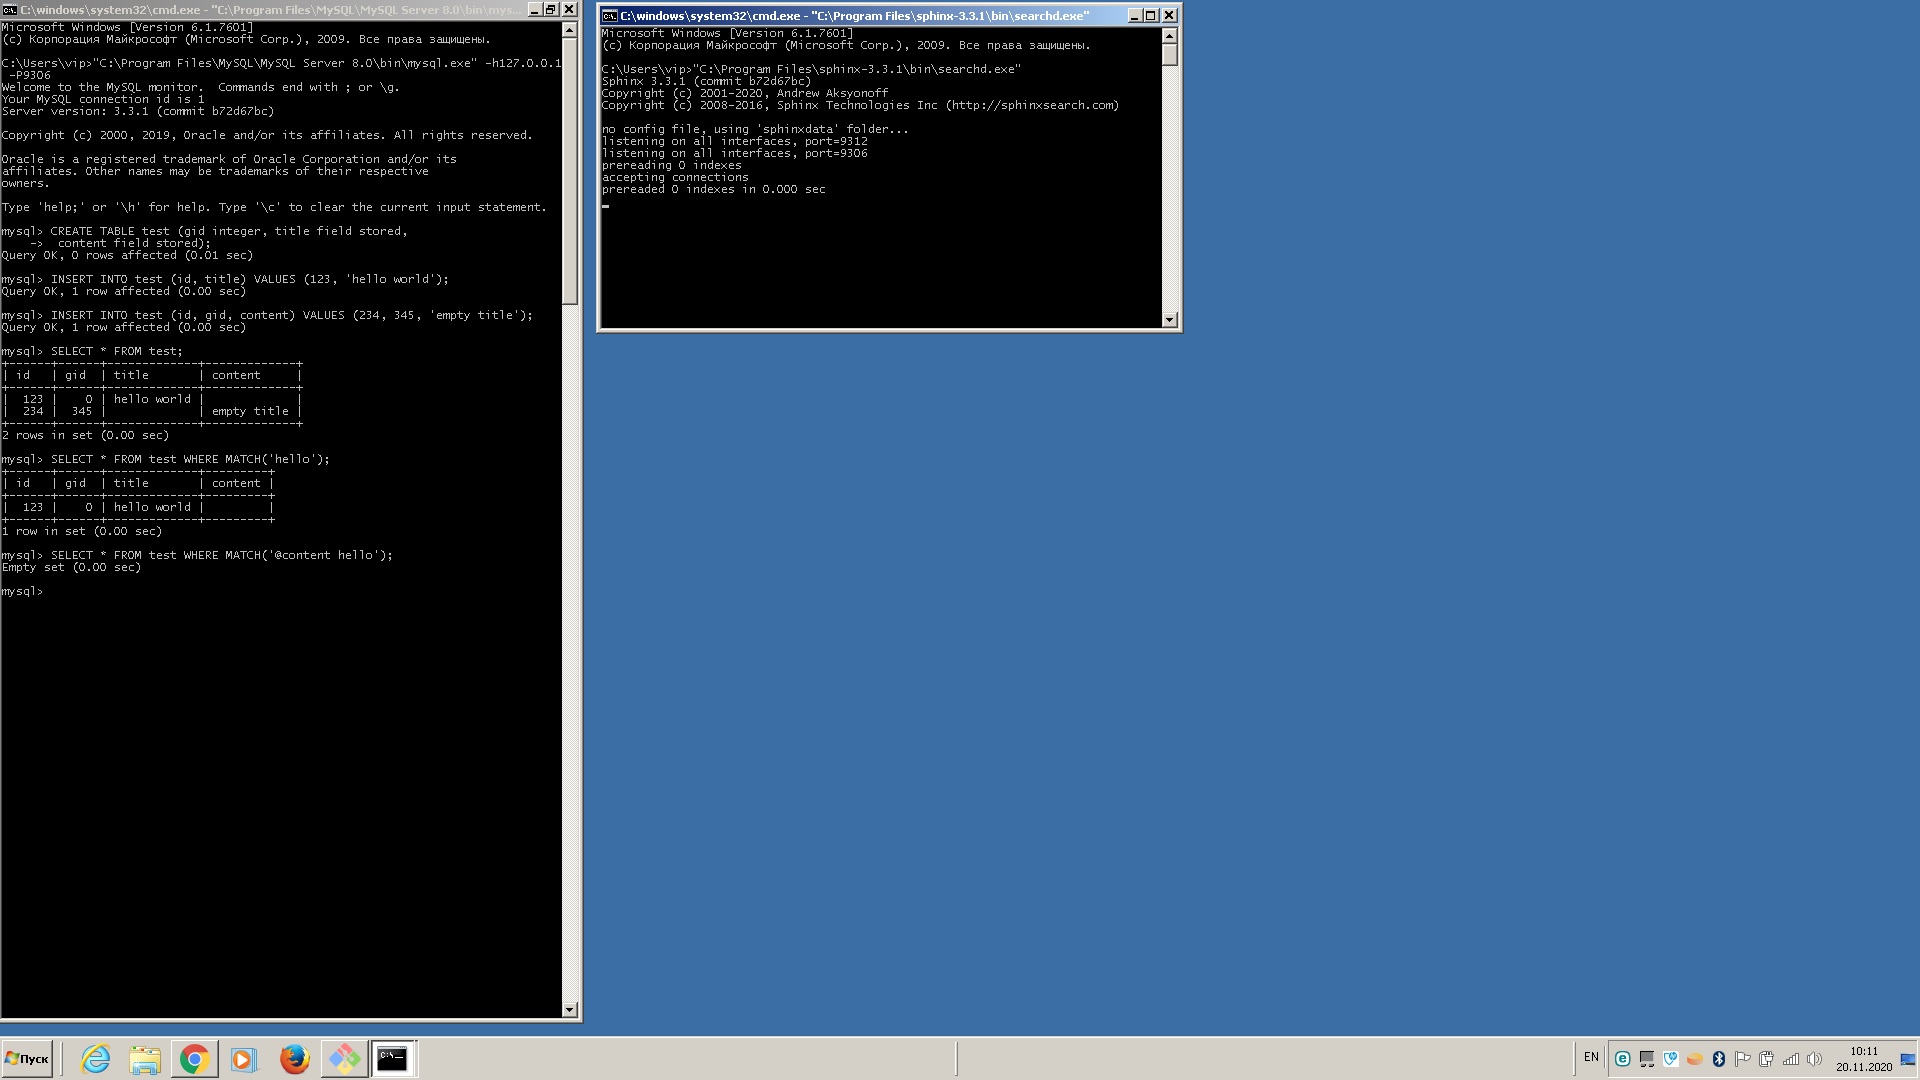 C:\windows\system32\cmd.exe - "C:\Program Files\MySQL\MySQL Server 8.0\bin\mys...
Microsoft Windows [Version 6.1.7601]
(c) Корпорация Майкрософт (Microsoft Corp.), 2009. Все права защищены.
C:\Users\vip>"C:\Program Files\MySQL\MySQL Server 8.0\bin\mysql.exe" -h127.0.0.1
-P9306
Welcome to the MySQL monitor.  Commands end with ; or \g.
Your MySQL connection id is 1
Server version: 3.3.1 (commit b72d67bc)
Copyright (c) 2000, 2019, Oracle and/or its affiliates. All rights reserved.
Oracle is a registered trademark of Oracle Corporation and/or its
affiliates. Other names may be trademarks of their respective
owners.
Type 'help;' or '\h' for help. Type '\c' to clear the current input statement.
mysql> CREATE TABLE test (gid integer, title field stored,
    ->  content field stored);
Query OK, 0 rows affected (0.01 sec)
mysql> INSERT INTO test (id, title) VALUES (123, 'hello world');
Query OK, 1 row affected (0.00 sec)
mysql> INSERT INTO test (id, gid, content) VALUES (234, 345, 'empty title');
Query OK, 1 row affected (0.00 sec)
mysql> SELECT * FROM test;
+------+------+-------------+-------------+
| id   | gid  | title       | content     |
+------+------+-------------+-------------+
|  123 |    0 | hello world |             |
|  234 |  345 |             | empty title |
+------+------+-------------+-------------+
2 rows in set (0.00 sec)
mysql> SELECT * FROM test WHERE MATCH('hello');
+------+------+-------------+---------+
| id   | gid  | title       | content |
+------+------+-------------+---------+
|  123 |    0 | hello world |         |
+------+------+-------------+---------+
1 row in set (0.00 sec)
mysql> SELECT * FROM test WHERE MATCH('@content hello');
Empty set (0.00 sec)
mysql>
C:\windows\system32\cmd.exe - "C:\Program Files\sphinx-3.3.1\bin\searchd.exe"
Microsoft Windows [Version 6.1.7601]
(c) Корпорация Майкрософт (Microsoft Corp.), 2009. Все права защищены.
C:\Users\vip>"C:\Program Files\sphinx-3.3.1\bin\searchd.exe"
Sphinx 3.3.1 (commit b72d67bc)
Copyright (c) 2001-2020, Andrew Aksyonoff
Copyright (c) 2008-2016, Sphinx Technologies Inc (http://sphinxsearch.com)
no config file, using 'sphinxdata' folder...
listening on all interfaces, port=9312
listening on all interfaces, port=9306
prereading 0 indexes
accepting connections
prereaded 0 indexes in 0.000 sec
Пуск
EN
10:11
20.11.2020